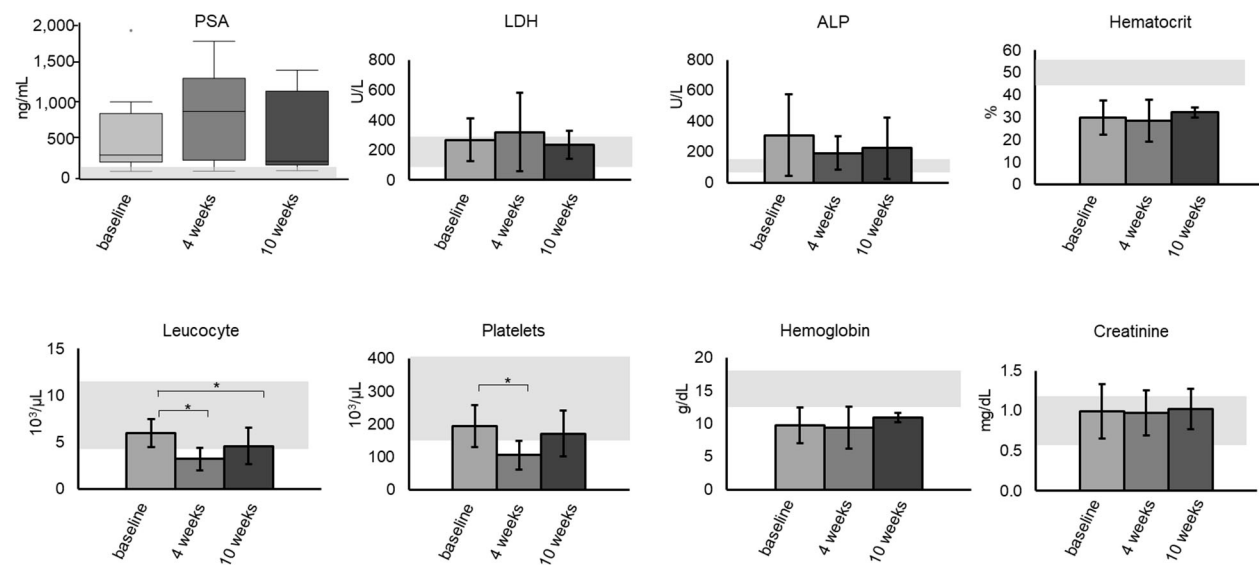 PSA
2,000
1,500
1,000
500
0
ng/mL
baseline
4 weeks
10 weeks
LDH
800
600
400
200
0
U/L
baseline
4 weeks
10 weeks
ALP
800
600
400
200
0
U/L
baseline
4 weeks
10 weeks
Hematocrit
60
50
40
30
20
10
0
%
baseline
4 weeks
10 weeks
Leucocyte
15
10
5
0
10³/µL
*
*
baseline
4 weeks
10 weeks
Platelets
400
300
200
100
0
10³/µL
*
baseline
4 weeks
10 weeks
Hemoglobin
20
15
10
5
0
g/dL
baseline
4 weeks
10 weeks
Creatinine
1.5
1.0
0.5
0.0
mg/dL
baseline
4 weeks
10 weeks